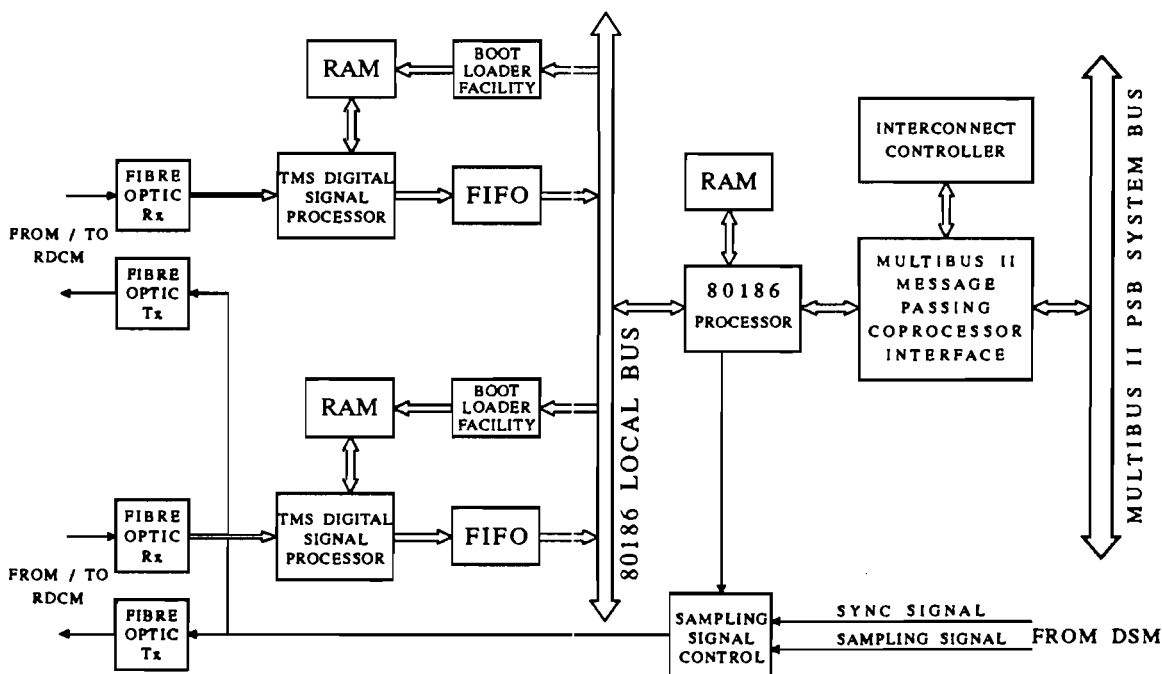 RAM
BOOT
LOADER
FACILITY
FIBRE
OPTIC
Rx
TMS DIGITAL
SIGNAL
PROCESSOR
FIFO
FROM / TO
RDCM
FIBRE
OPTIC
Tx
RAM
BOOT
LOADER
FACILITY
FIBRE
OPTIC
Rx
TMS DIGITAL
SIGNAL
PROCESSOR
FIFO
FROM / TO
RDCM
FIBRE
OPTIC
Tx
80186 LOCAL BUS
RAM
80186
PROCESSOR
INTERCONNECT
CONTROLLER
MULTIBUS II
MESSAGE
PASSING
COPROCESSOR
INTERFACE
MULTIBUS II PSB SYSTEM BUS
SAMPLING
SIGNAL
CONTROL
SYNC SIGNAL
SAMPLING SIGNAL
FROM DSM